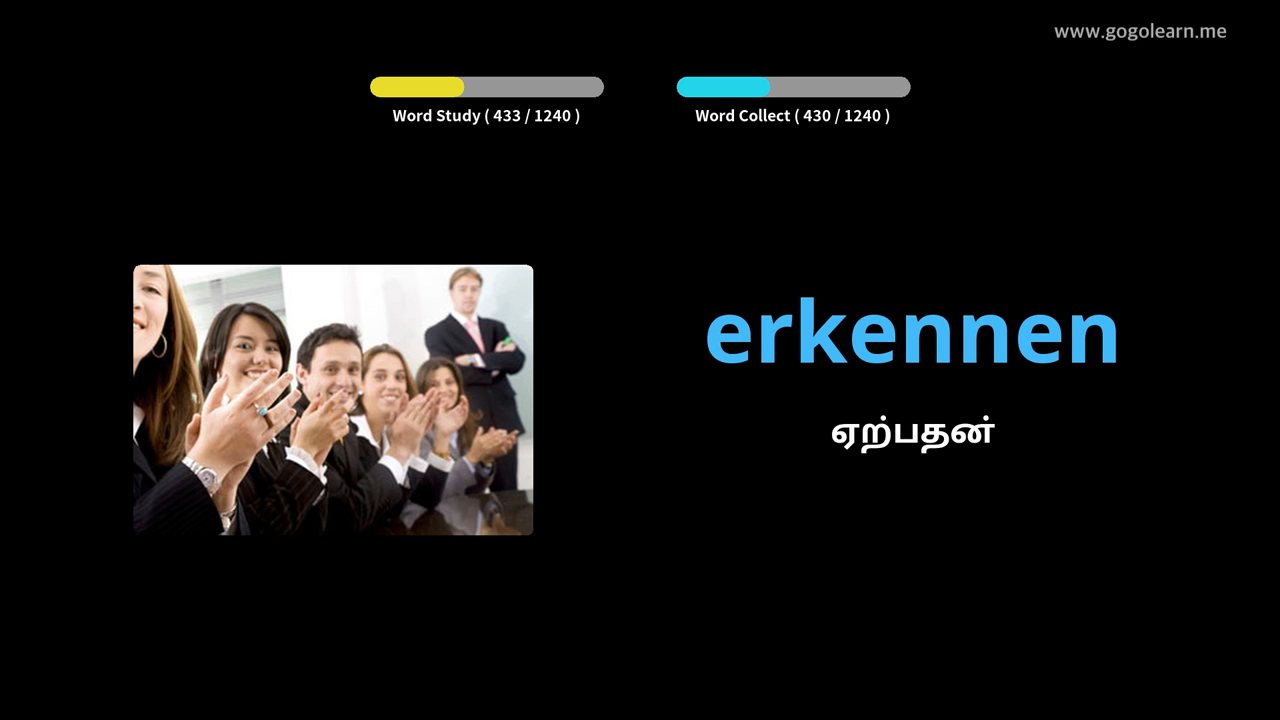 www.gogolearn.me
Word Study ( 433 / 1240 )
Word Collect ( 430 / 1240 )
erkennen
ஏற்பதன்